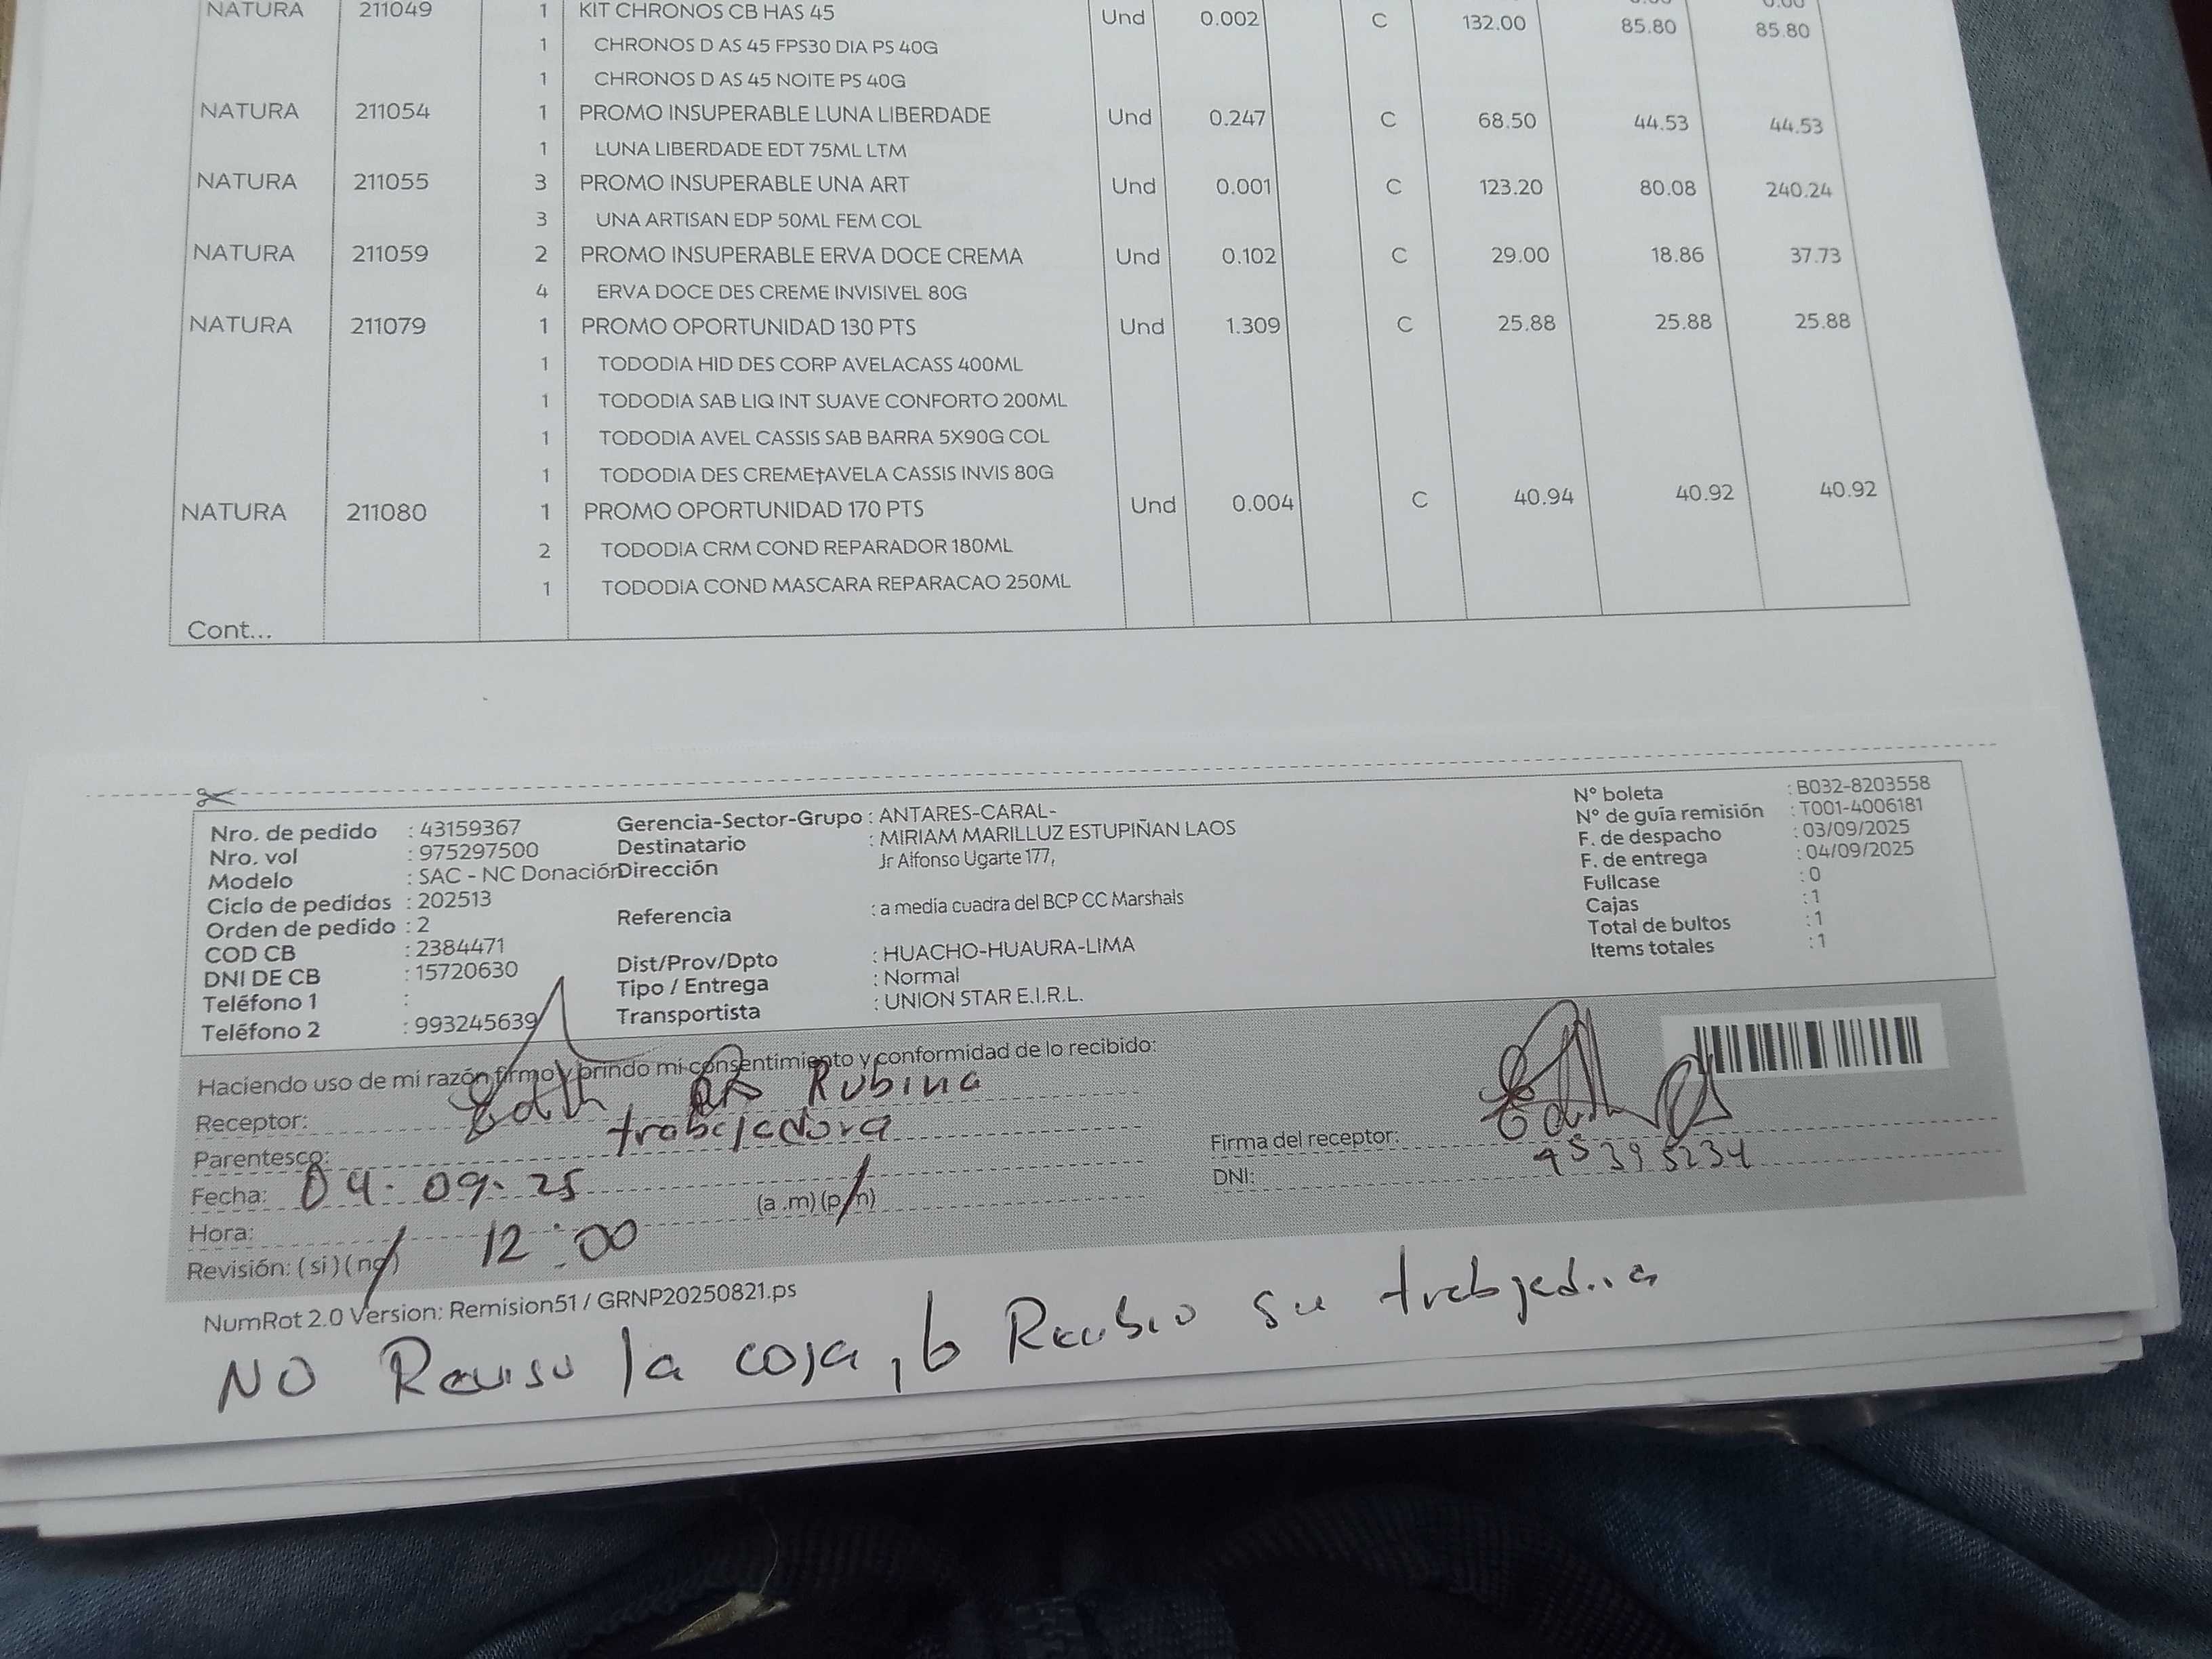 NATURA 211049 1 KIT CHRONOS CB HAS 45 Und 0.002 C 132.00 85.80 85.80
1 CHRONOS D AS 45 FPS30 DIA PS 40G
1 CHRONOS D AS 45 NOITE PS 40G
NATURA 211054 1 PROMO INSUPERABLE LUNA LIBERDADE Und 0.247 C 68.50 44.53 44.53
1 LUNA LIBERDADE EDT 75ML LTM
NATURA 211055 3 PROMO INSUPERABLE UNA ART Und 0.001 C 123.20 80.08 240.24
3 UNA ARTISAN EDP 50ML FEM COL
NATURA 211059 2 PROMO INSUPERABLE ERVA DOCE CREMA Und 0.102 C 29.00 18.86 37.73
4 ERVA DOCE DES CREME INVISIVEL 80G
NATURA 211079 1 PROMO OPORTUNIDAD 130 PTS Und 1.309 C 25.88 25.88 25.88
1 TODODIA HID DES CORP AVELACASS 400ML
1 TODODIA SAB LIQ INT SUAVE CONFORTO 200ML
1 TODODIA AVEL CASSIS SAB BARRA 5X90G COL
1 TODODIA DES CREME†AVELA CASSIS INVIS 80G
NATURA 211080 1 PROMO OPORTUNIDAD 170 PTS Und 0.004 C 40.94 40.92 40.92
2 TODODIA CRM COND REPARADOR 180ML
1 TODODIA COND MASCARA REPARACAO 250ML
Cont...
Nro. de pedido : 43159367
Nro. vol : 975297500
Modelo : SAC - NC Donación
Ciclo de pedidos : 202513
Orden de pedido : 2
COD CB : 2384471
DNI DE CB : 15720630
Teléfono 1 :
Teléfono 2 : 993245639
Gerencia-Sector-Grupo : ANTARES-CARAL-
Destinatario : MIRIAM MARILLUZ ESTUPIÑAN LAOS
Dirección Jr Alfonso Ugarte 177,
Referencia : a media cuadra del BCP CC Marshals
Dist/Prov/Dpto : HUACHO-HUAURA-LIMA
Tipo / Entrega : Normal
Transportista : UNION STAR E.I.R.L.
N° boleta : B032-8203558
N° de guía remisión : T001-4006181
F. de despacho : 03/09/2025
F. de entrega : 04/09/2025
Fullcase : 0
Cajas : 1
Total de bultos : 1
Items totales : 1
Haciendo uso de mi razón firmo y brindo mi consentimiento y conformidad de lo recibido:
Receptor: Edith Rubina
Parentesco: trabajadora
Fecha: 04.09.25
Hora: 12:00 (a.m) (p.m)
Revisión: (si) (no)
Firma del receptor: Edith
DNI: 45395234
NumRot 2.0 Version: Remision51 / GRNP20250821.ps
NO Reviso la caja, lo Recibio su trabajadora